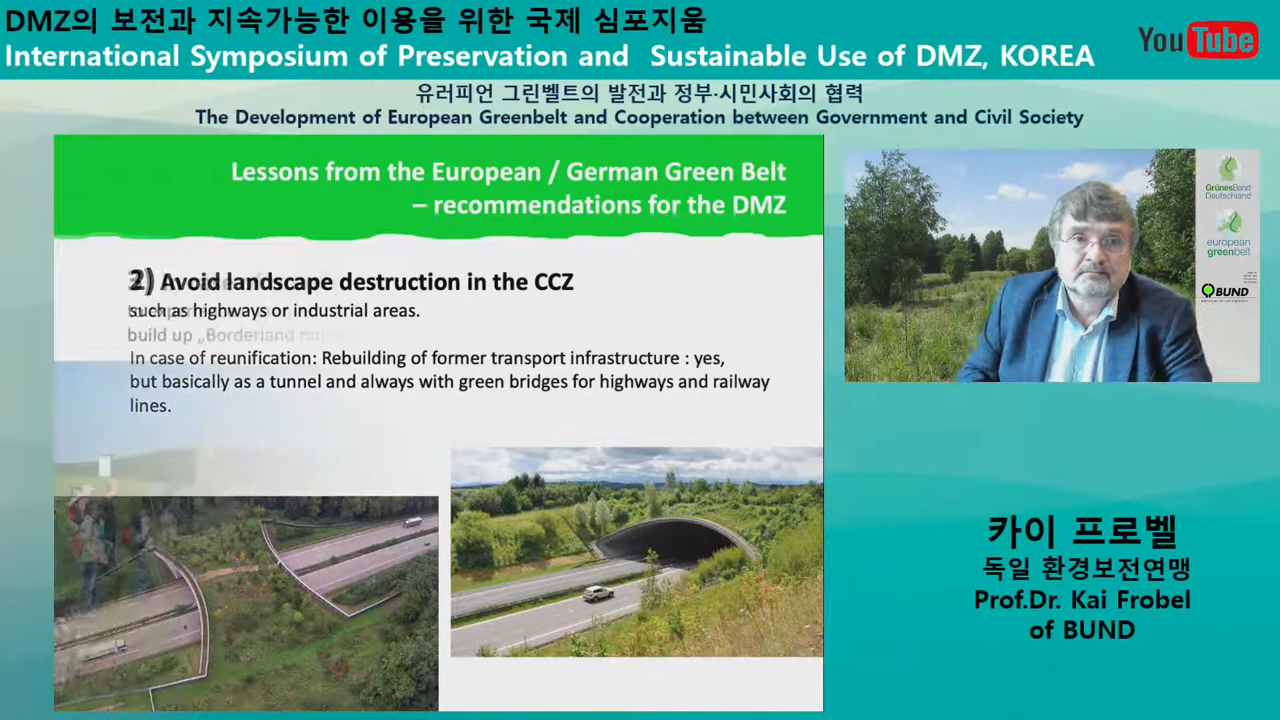 DMZ의 보전과 지속가능한 이용을 위한 국제 심포지움
International Symposium of Preservation and Sustainable Use of DMZ, KOREA
YouTube
유러피언 그린벨트의 발전과 정부·시민사회의 협력
The Development of European Greenbelt and Cooperation between Government and Civil Society
Lessons from the European / German Green Belt
– recommendations for the DMZ
2) Avoid landscape destruction in the CCZ
such as highways or industrial areas.
build up „Borderland
In case of reunification: Rebuilding of former transport infrastructure : yes,
but basically as a tunnel and always with green bridges for highways and railway
lines.
GrünesBand
Deutschland
european
greenbelt
BUND
카이 프로벨
독일 환경보전연맹
Prof.Dr. Kai Frobel
of BUND